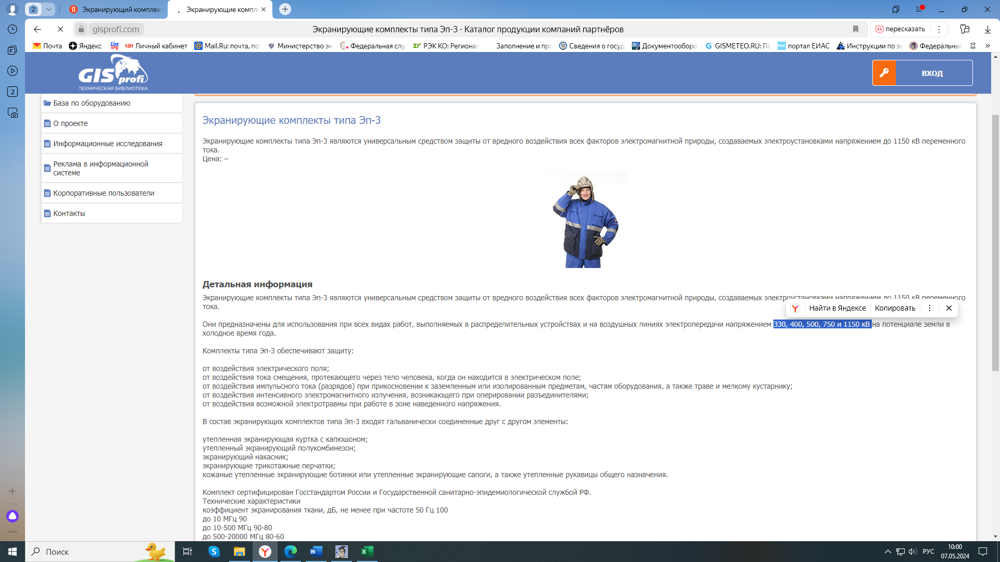 2
Экранирующий комплект
Экранирующие компле
gisprofi.com
Экранирующие комплекты типа Эп-3 - Каталог продукции компаний партнёров
пересказать
Почта
Яндекс
List org
Личный кабинет
Mail.Ru: почта, по
Министерство эн
Федеральная слу
РЭК КО: Региона
Заполнение и пр
Сведения о госуд
Документооборо
GISMETEO.RU: По
портал ЕИАС
Инструкции по э
Федеральны
2
GIS profi
ТЕХНИЧЕСКАЯ БИБЛИОТЕКА
ВХОД
База по оборудованию
О проекте
Информационные исследования
Реклама в информационной
системе
Корпоративные пользователи
Контакты
Экранирующие комплекты типа Эп-3
Экранирующие комплекты типа Эп-3 являются универсальным средством защиты от вредного воздействия всех факторов электромагнитной природы, создаваемых электроустановками напряжением до 1150 кВ переменного
тока.
Цена: –
Детальная информация
Экранирующие комплекты типа Эп-3 являются универсальным средством защиты от вредного воздействия всех факторов электромагнитной природы, создаваемых электроустановками напряжением до 1150 кВ переменного
тока.
Найти в Яндексе
Копировать
Они предназначены для использования при всех видах работ, выполняемых в распределительных устройствах и на воздушных линиях электропередачи напряжением 330, 400, 500, 750 и 1150 кВ на потенциале земли в
холодное время года.
Комплекты типа Эп-3 обеспечивают защиту:
от воздействия электрического поля;
от воздействия тока смещения, протекающего через тело человека, когда он находится в электрическом поле;
от воздействия импульсного тока (разрядов) при прикосновении к заземленным или изолированным предметам, частям оборудования, а также траве и мелкому кустарнику;
от воздействия интенсивного электромагнитного излучения, возникающего при оперировании разъединителями;
от воздействия возможной электротравмы при работе в зоне наведенного напряжения.
В состав экранирующих комплектов типа Эп-3 входят гальванически соединенные друг с другом элементы:
утепленная экранирующая куртка с капюшоном;
утепленный экранирующий полукомбинезон;
экранирующий накасник;
экранирующие трикотажные перчатки;
кожаные утепленные экранирующие ботинки или утепленные экранирующие сапоги, а также утепленные рукавицы общего назначения.
Комплект сертифицирован Госстандартом России и Государственной санитарно-эпидемиологической службой РФ.
Технические характеристики
коэффициент экранирования ткани, дБ, не менее при частоте 50 Гц 100
до 10 МГц 90
до 10-500 МГц 90-80
до 500-20000 МГц 80-60
Поиск
РУС
10:00
07.05.2024